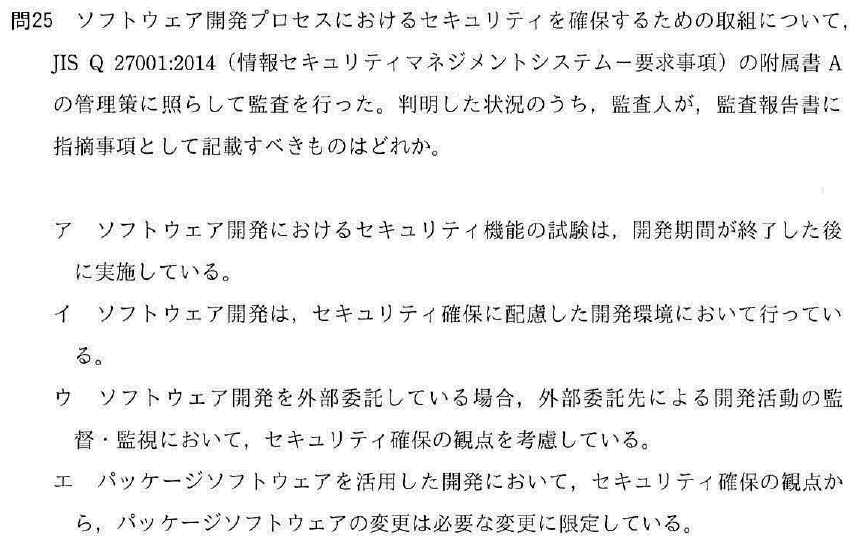 問25 ソフトウェア開発プロセスにおけるセキュリティを確保するための取組について,
JIS Q 27001:2014（情報セキュリティマネジメントシステム－要求事項）の附属書 A
の管理策に照らして監査を行った。判明した状況のうち，監査人が，監査報告書に
指摘事項として記載すべきものはどれか。
ア ソフトウェア開発におけるセキュリティ機能の試験は，開発期間が終了した後
に実施している。
イ ソフトウェア開発は，セキュリティ確保に配慮した開発環境において行ってい
る。
ウ ソフトウェア開発を外部委託している場合，外部委託先による開発活動の監
督・監視において，セキュリティ確保の観点を考慮している。
エ パッケージソフトウェアを活用した開発において，セキュリティ確保の観点か
ら，パッケージソフトウェアの変更は必要な変更に限定している。